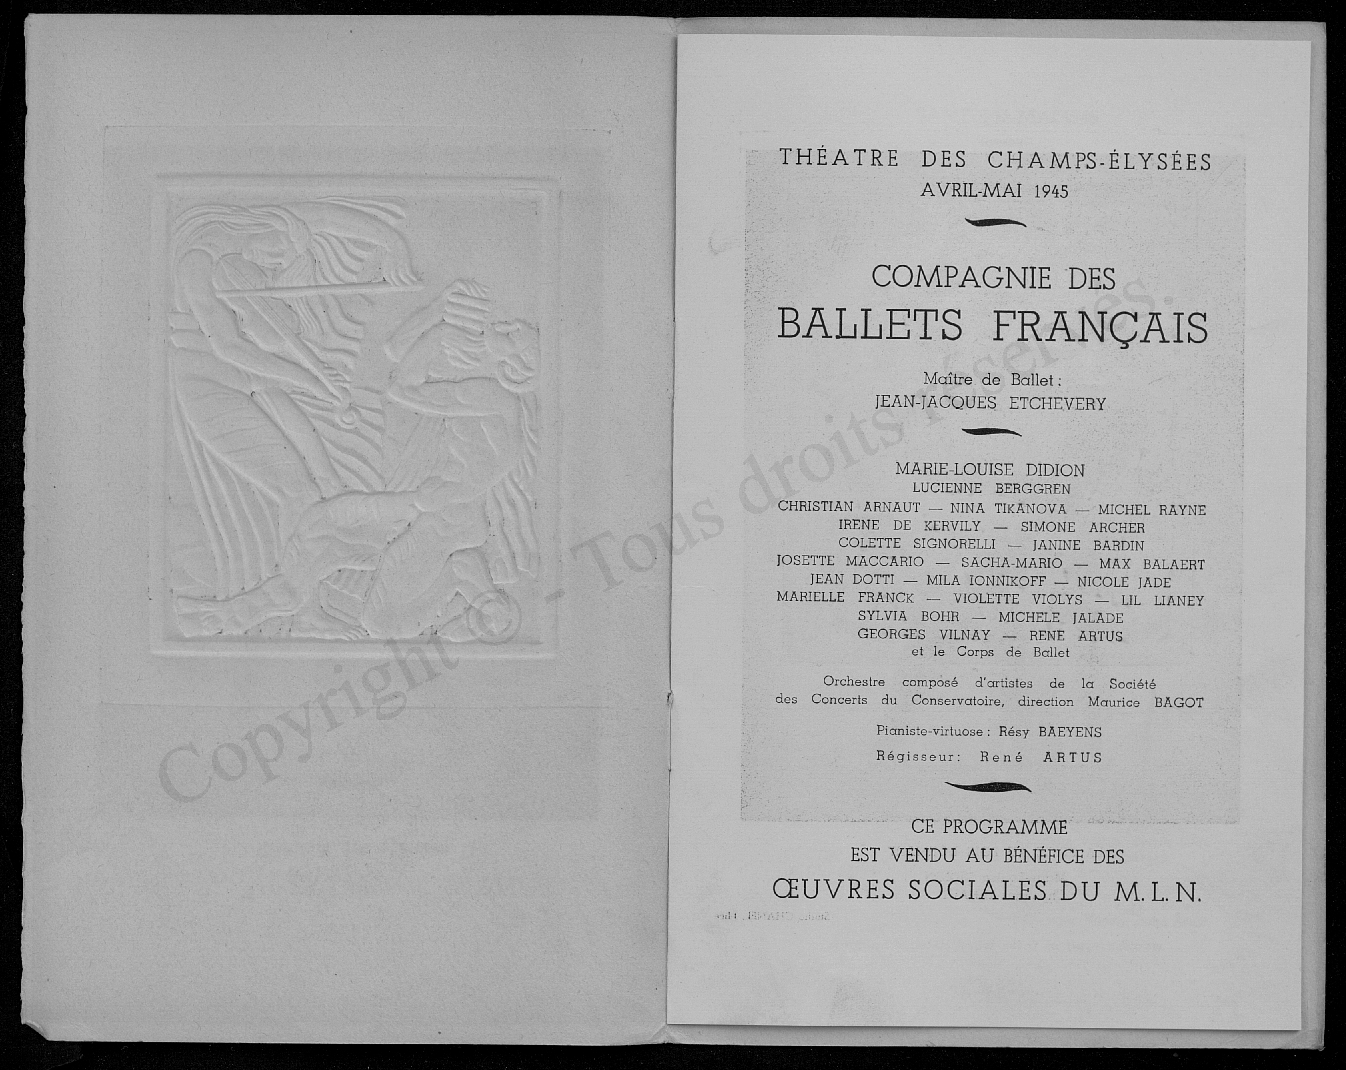 THÉATRE DES CHAMPS-ÉLYSÉES
AVRIL-MAI 1945
COMPAGNIE DES
BALLETS FRANÇAIS
Maître de Ballet :
JEAN-JACQUES ETCHEVERY
MARIE-LOUISE DIDION
LUCIENNE BERGGREN
CHRISTIAN ARNAUT — NINA TIKANOVA — MICHEL RAYNE
IRENE DE KERVILY — SIMONE ARCHER
COLETTE SIGNORELLI — JANINE BARDIN
JOSETTE MACCARIO — SACHA-MARIO — MAX BALAERT
JEAN DOTTI — MILA IONNIKOFF — NICOLE JADE
MARIELLE FRANCK — VIOLETTE VIOLYS — LIL LIANEY
SYLVIA BOHR — MICHELE JALADE
GEORGES VILNAY — RENE ARTUS
et le Corps de Ballet
Orchestre composé d'artistes de la Société
des Concerts du Conservatoire, direction Maurice BAGOT
Pianiste-virtuose : Résy BAEYENS
Régisseur : René ARTUS
CE PROGRAMME
EST VENDU AU BÉNÉFICE DES
ŒUVRES SOCIALES DU M. L. N.
Copyright © - Tous droits réservés.